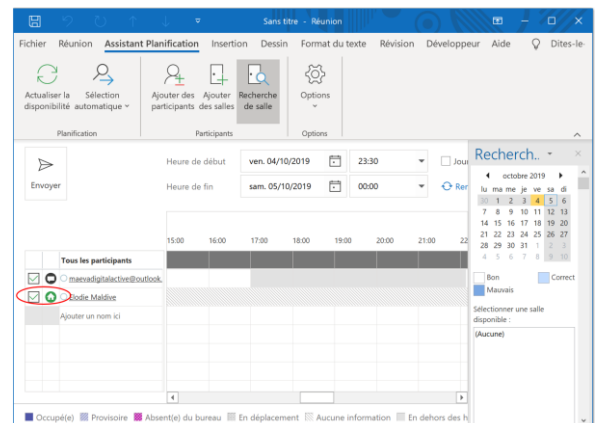 Sans titre - Réunion
Fichier Réunion Assistant Planification Insertion Dessin Format du texte Révision Développeur Aide Dites-le-
Actualiser la disponibilité
Sélection automatique
Ajouter des participants
Ajouter des salles
Recherche de salle
Options
Planification Participants Options
Envoyer
Heure de début ven. 04/10/2019 23:30 Jour
Heure de fin sam. 05/10/2019 00:00 Ren
15:00 16:00 17:00 18:00 19:00 20:00 21:00 22
Tous les participants
maevadigitalactive@outlook.
Elodie Maldive
Ajouter un nom ici
Recherch..
octobre 2019
lu ma me je ve sa di
30 1 2 3 4 5 6
7 8 9 10 11 12 13
14 15 16 17 18 19 20
21 22 23 24 25 26 27
28 29 30 31 1 2 3
4 5 6 7 8 9 10
Bon Correct
Mauvais
Sélectionner une salle
disponible :
(Aucune)
Occupé(e) Provisoire Absent(e) du bureau En déplacement Aucune information En dehors des h